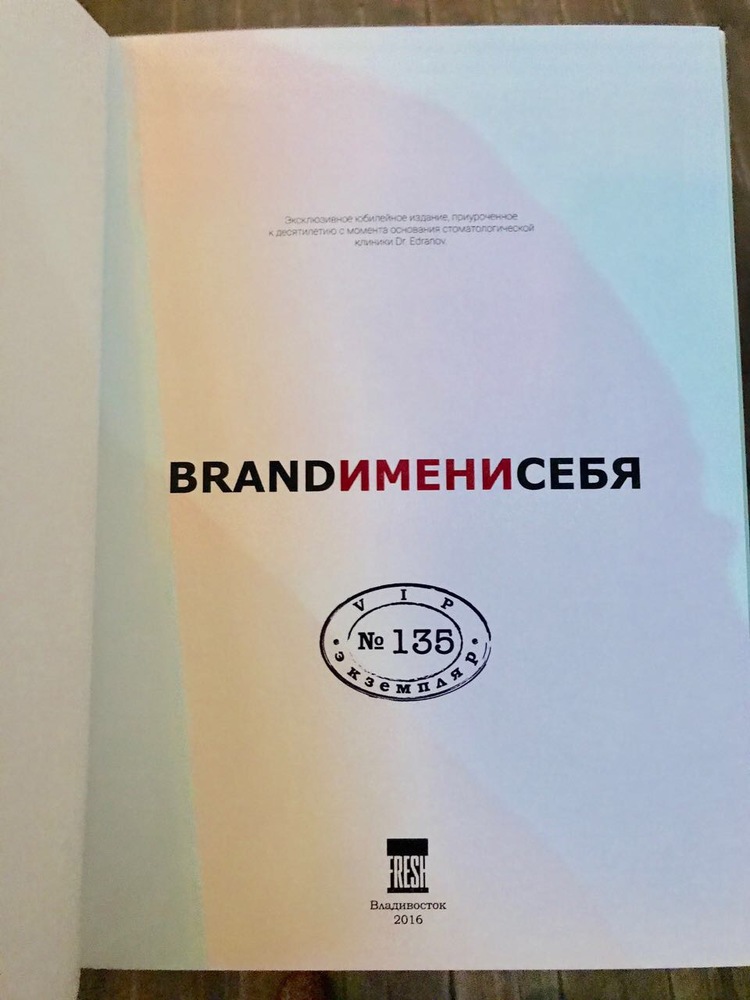 Эксклюзивное юбилейное издание, приуроченное
к десятилетию с момента основания стоматологической
клиники Dr. Edranov.
BRANDИМЕНИСЕБЯ
VIP
№ 135
экземпляр
FRESH
Владивосток
2016